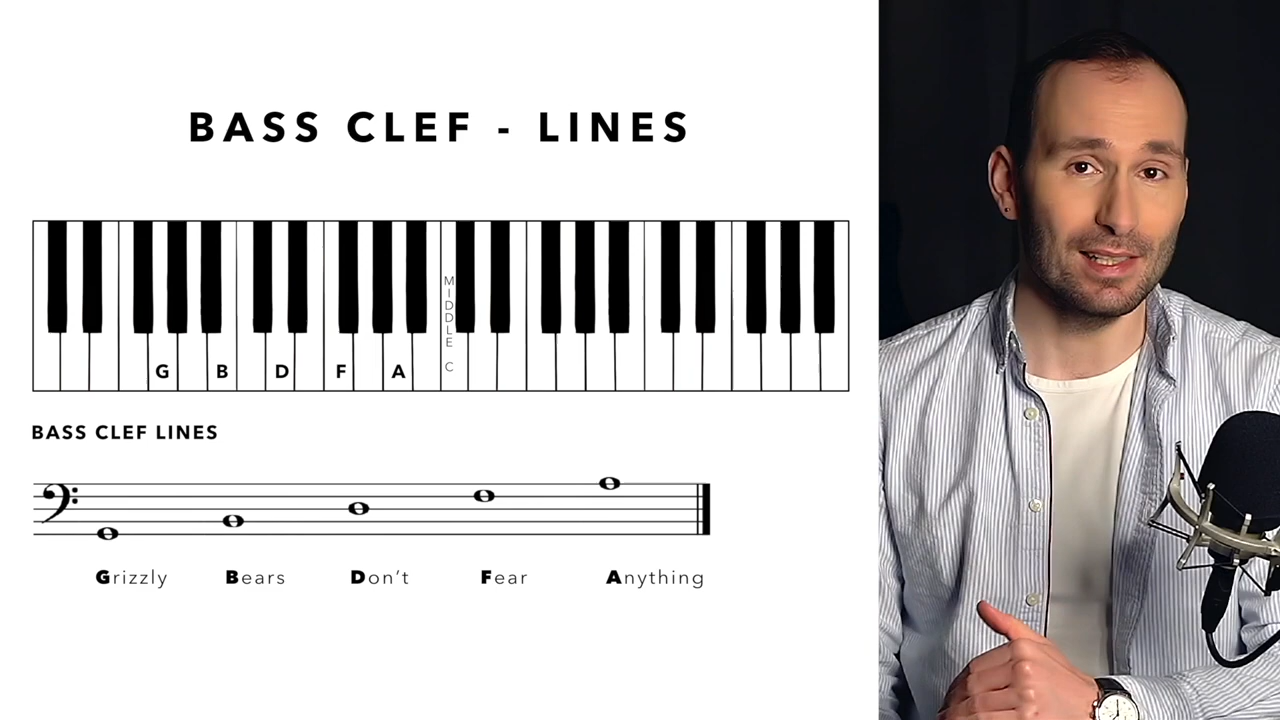 BASS CLEF - LINES
MIDDLE C
G B D F A
BASS CLEF LINES
Grizzly Bears Don't Fear Anything